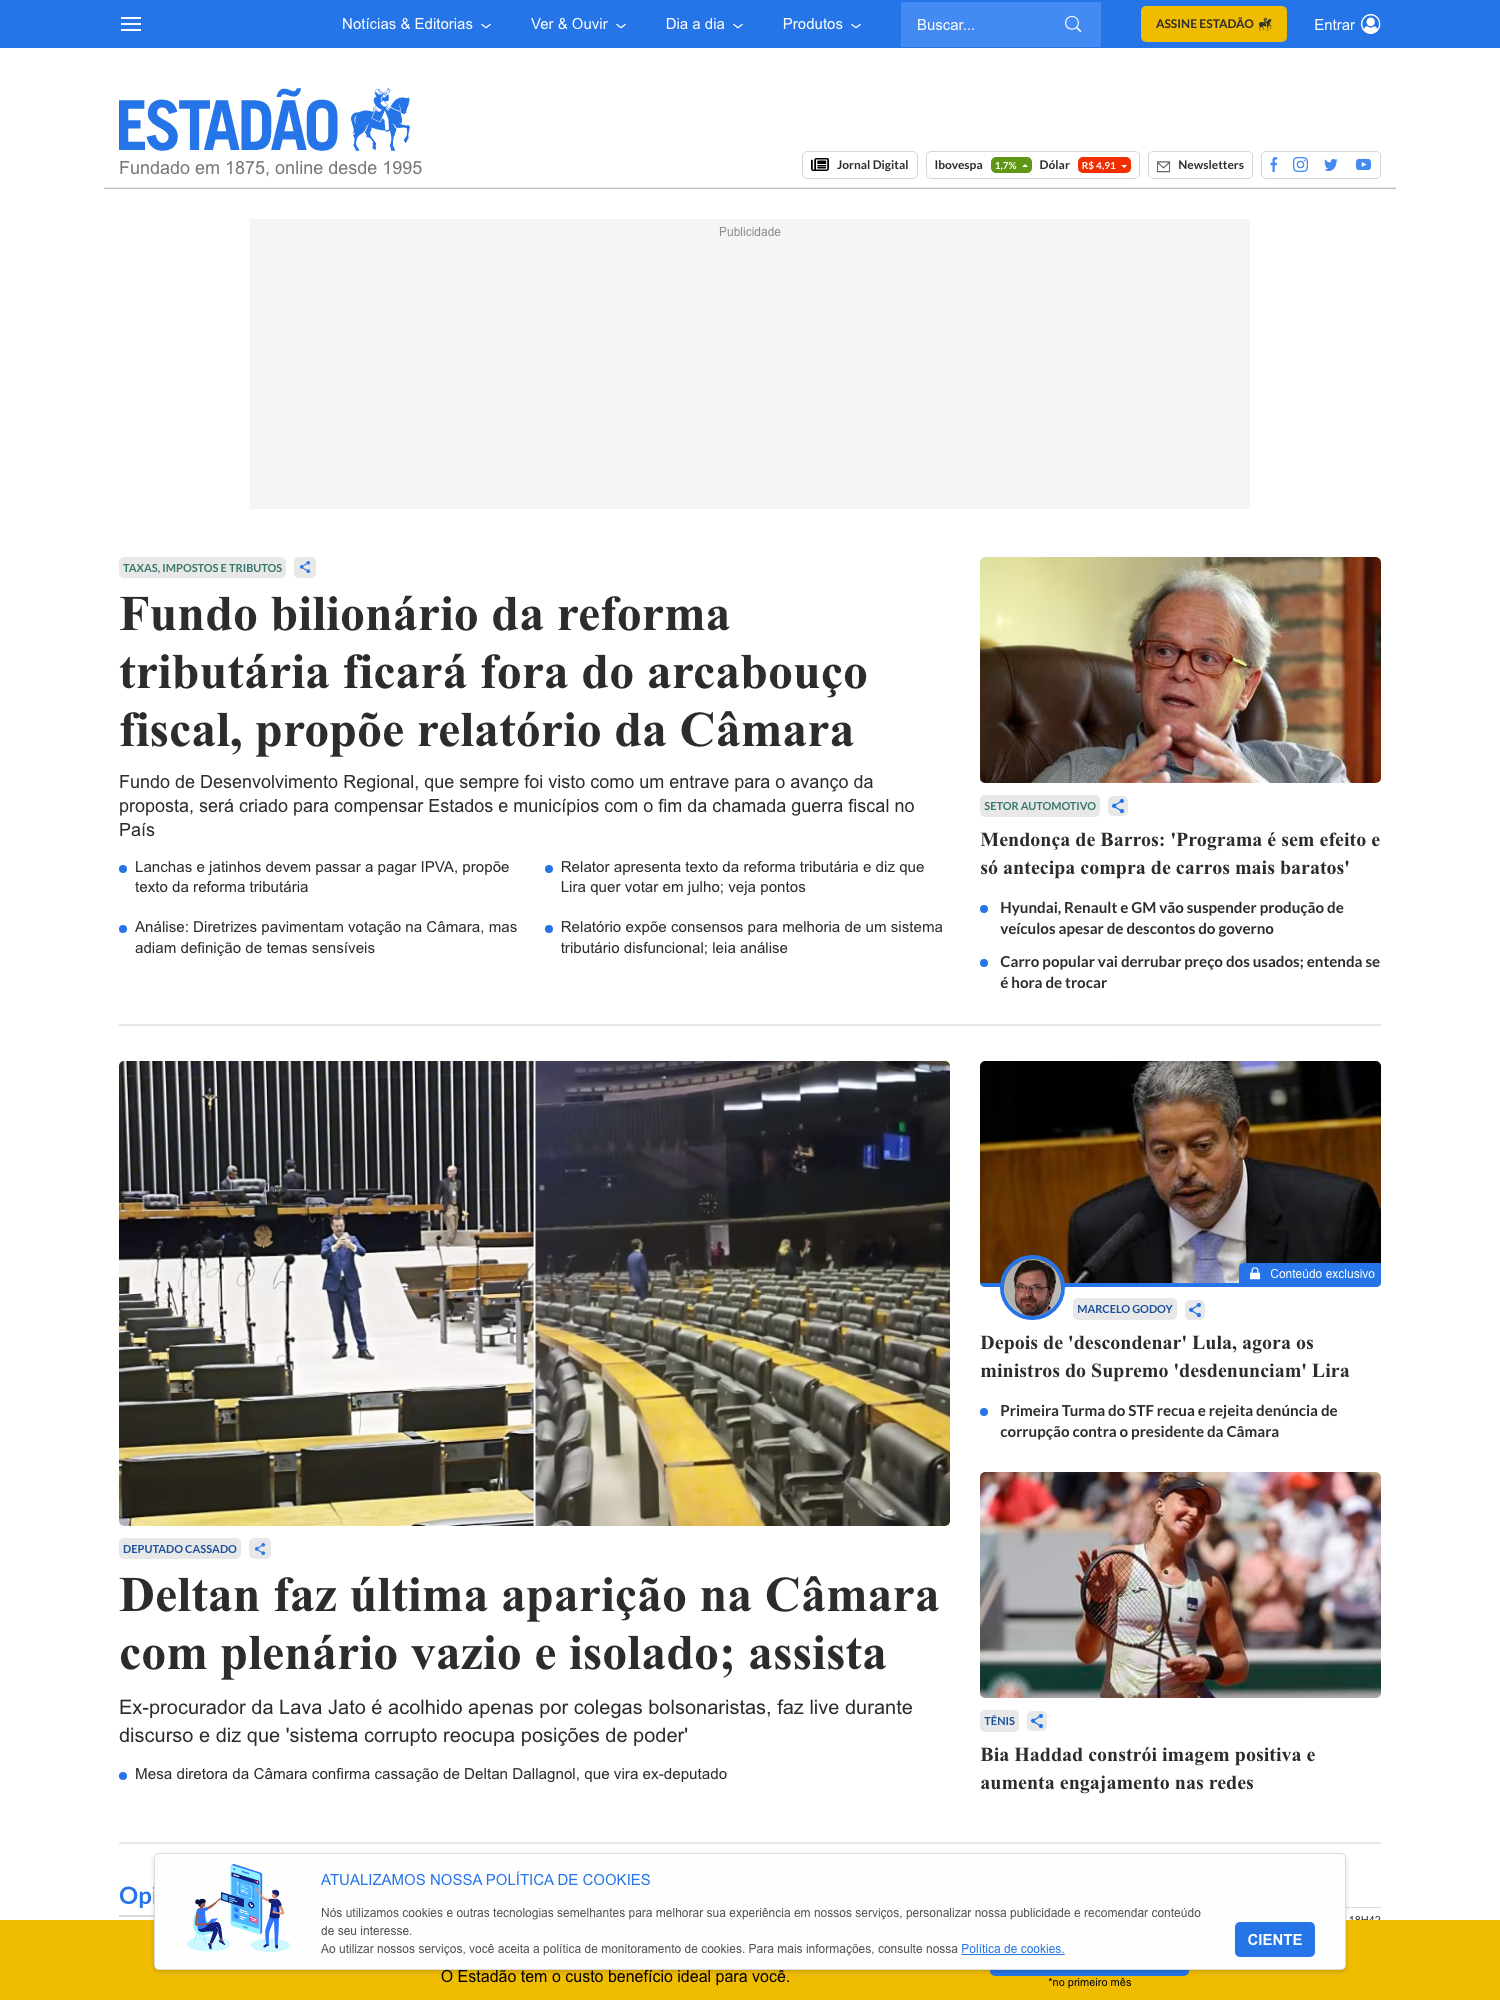 Notícias & Editorias
Ver & Ouvir
Dia a dia
Produtos
Buscar...
ASSINE ESTADÃO
Entrar
ESTADÃO
Fundado em 1875, online desde 1995
Jornal Digital
Ibovespa 1,7% Dólar R$ 4,91
Newsletters
Publicidade
TAXAS, IMPOSTOS E TRIBUTOS
Fundo bilionário da reforma
tributária ficará fora do arcabouço
fiscal, propõe relatório da Câmara
Fundo de Desenvolvimento Regional, que sempre foi visto como um entrave para o avanço da
proposta, será criado para compensar Estados e municípios com o fim da chamada guerra fiscal no
País
Lanchas e jatinhos devem passar a pagar IPVA, propõe
texto da reforma tributária
Relator apresenta texto da reforma tributária e diz que
Lira quer votar em julho; veja pontos
Análise: Diretrizes pavimentam votação na Câmara, mas
adiam definição de temas sensíveis
Relatório expõe consensos para melhoria de um sistema
tributário disfuncional; leia análise
SETOR AUTOMOTIVO
Mendonça de Barros: 'Programa é sem efeito e
só antecipa compra de carros mais baratos'
Hyundai, Renault e GM vão suspender produção de
veículos apesar de descontos do governo
Carro popular vai derrubar preço dos usados; entenda se
é hora de trocar
DEPUTADO CASSADO
Deltan faz última aparição na Câmara
com plenário vazio e isolado; assista
Ex-procurador da Lava Jato é acolhido apenas por colegas bolsonaristas, faz live durante
discurso e diz que 'sistema corrupto reocupa posições de poder'
Mesa diretora da Câmara confirma cassação de Deltan Dallagnol, que vira ex-deputado
Conteúdo exclusivo
MARCELO GODOY
Depois de 'descondenar' Lula, agora os
ministros do Supremo 'desdenunciam' Lira
Primeira Turma do STF recua e rejeita denúncia de
corrupção contra o presidente da Câmara
TÊNIS
Bia Haddad constrói imagem positiva e
aumenta engajamento nas redes
Opi
ATUALIZAMOS NOSSA POLÍTICA DE COOKIES
Nós utilizamos cookies e outras tecnologias semelhantes para melhorar sua experiência em nossos serviços, personalizar nossa publicidade e recomendar conteúdo
de seu interesse.
Ao utilizar nossos serviços, você aceita a política de monitoramento de cookies. Para mais informações, consulte nossa Política de cookies.
CIENTE
O Estadão tem o custo benefício ideal para você.
*no primeiro mês